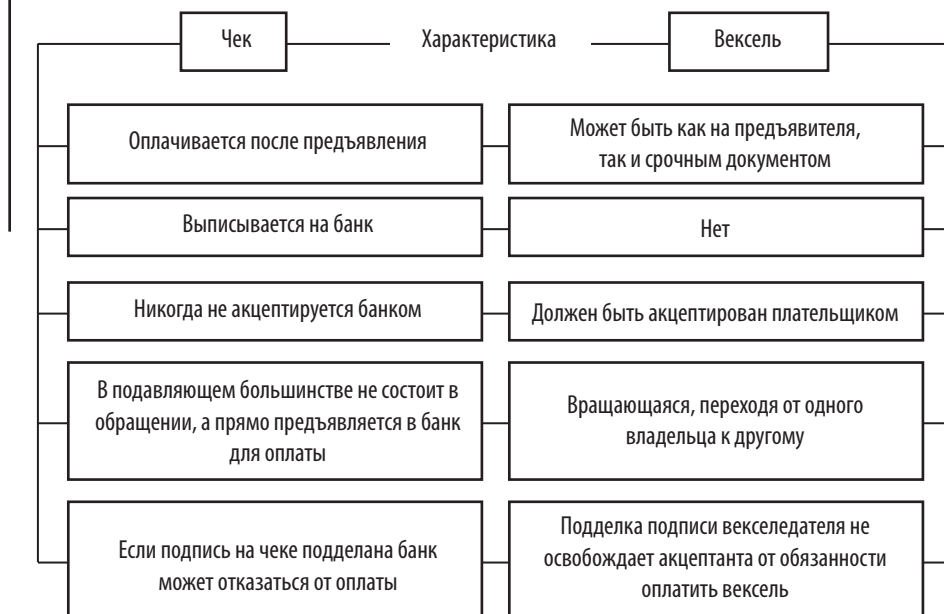 Чек
Характеристика
Вексель
Оплачивается после предъявления
Может быть как на предъявителя,
так и срочным документом
Выписывается на банк
Нет
Никогда не акцептируется банком
Должен быть акцептирован плательщиком
В подавляющем большинстве не состоит в
обращении, а прямо предъявляется в банк
для оплаты
Вращающаяся, переходя от одного
владельца к другому
Если подпись на чеке подделана банк
может отказаться от оплаты
Подделка подписи векселедателя не
освобождает акцептанта от обязанности
оплатить вексель